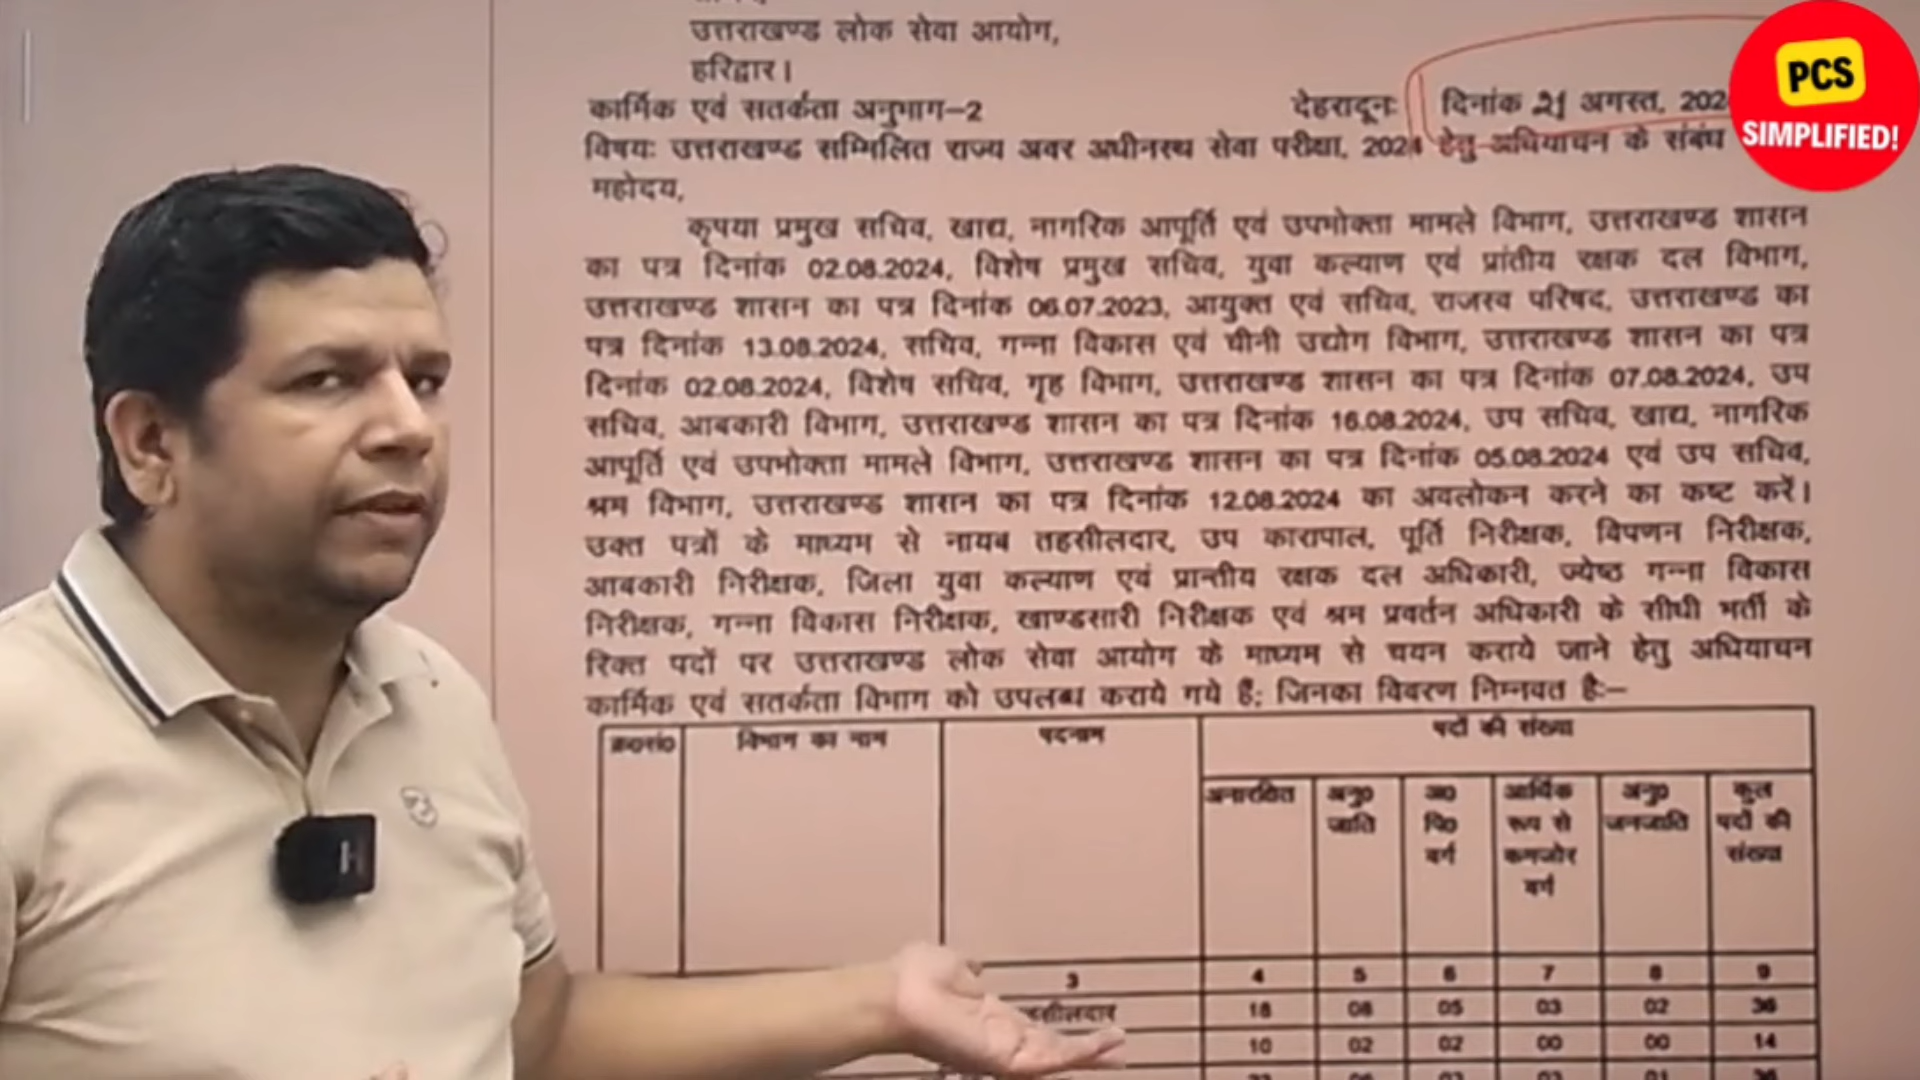 उत्तराखण्ड लोक सेवा आयोग,
हरिद्वार।
कार्मिक एवं सतर्कता अनुभाग–2
देहरादूनः दिनांक 21 अगस्त, 202
PCS
SIMPLIFIED!
विषयः उत्तराखण्ड सम्मिलित राज्य अवर अधीनस्थ सेवा परीक्षा, 2024 हेतु अधियाचन के संबंध
महोदय,
कृपया प्रमुख सचिव, खाद्य, नागरिक आपूर्ति एवं उपभोक्ता मामले विभाग, उत्तराखण्ड शासन
का पत्र दिनांक 02.08.2024, विशेष प्रमुख सचिव, युवा कल्याण एवं प्रांतीय रक्षक दल विभाग,
उत्तराखण्ड शासन का पत्र दिनांक 06.07.2023, आयुक्त एवं सचिव, राजस्व परिषद, उत्तराखण्ड का
पत्र दिनांक 13.08.2024, सचिव, गन्ना विकास एवं चीनी उद्योग विभाग, उत्तराखण्ड शासन का पत्र
दिनांक 02.08.2024, विशेष सचिव, गृह विभाग, उत्तराखण्ड शासन का पत्र दिनांक 07.08.2024, उप
सचिव, आबकारी विभाग, उत्तराखण्ड शासन का पत्र दिनांक 16.08.2024, उप सचिव, खाद्य, नागरिक
आपूर्ति एवं उपभोक्ता मामले विभाग, उत्तराखण्ड शासन का पत्र दिनांक 05.08.2024 एवं उप सचिव,
श्रम विभाग, उत्तराखण्ड शासन का पत्र दिनांक 12.08.2024 का अवलोकन करने का कष्ट करें।
उक्त पत्रों के माध्यम से नायब तहसीलदार, उप कारापाल, पूर्ति निरीक्षक, विपणन निरीक्षक,
आबकारी निरीक्षक, जिला युवा कल्याण एवं प्रान्तीय रक्षक दल अधिकारी, ज्येष्ठ गन्ना विकास
निरीक्षक, गन्ना विकास निरीक्षक, खाण्डसारी निरीक्षक एवं श्रम प्रवर्तन अधिकारी के सीधी भर्ती के
रिक्त पदों पर उत्तराखण्ड लोक सेवा आयोग के माध्यम से चयन कराये जाने हेतु अधियाचन
कार्मिक एवं सतर्कता विभाग को उपलब्ध कराये गये हैं; जिनका विवरण निम्नवत हैः–
क्र0सं0 विभाग का नाम पदनाम पदों की संख्या
अनारक्षित अनु0 जाति अ0 पि0 वर्ग आर्थिक रूप से कमजोर वर्ग अनु0 जनजाति कुल पदों की संख्या
3 4 5 6 7 8 9
हसीलदार 18 08 05 03 02 36
10 02 02 00 00 14